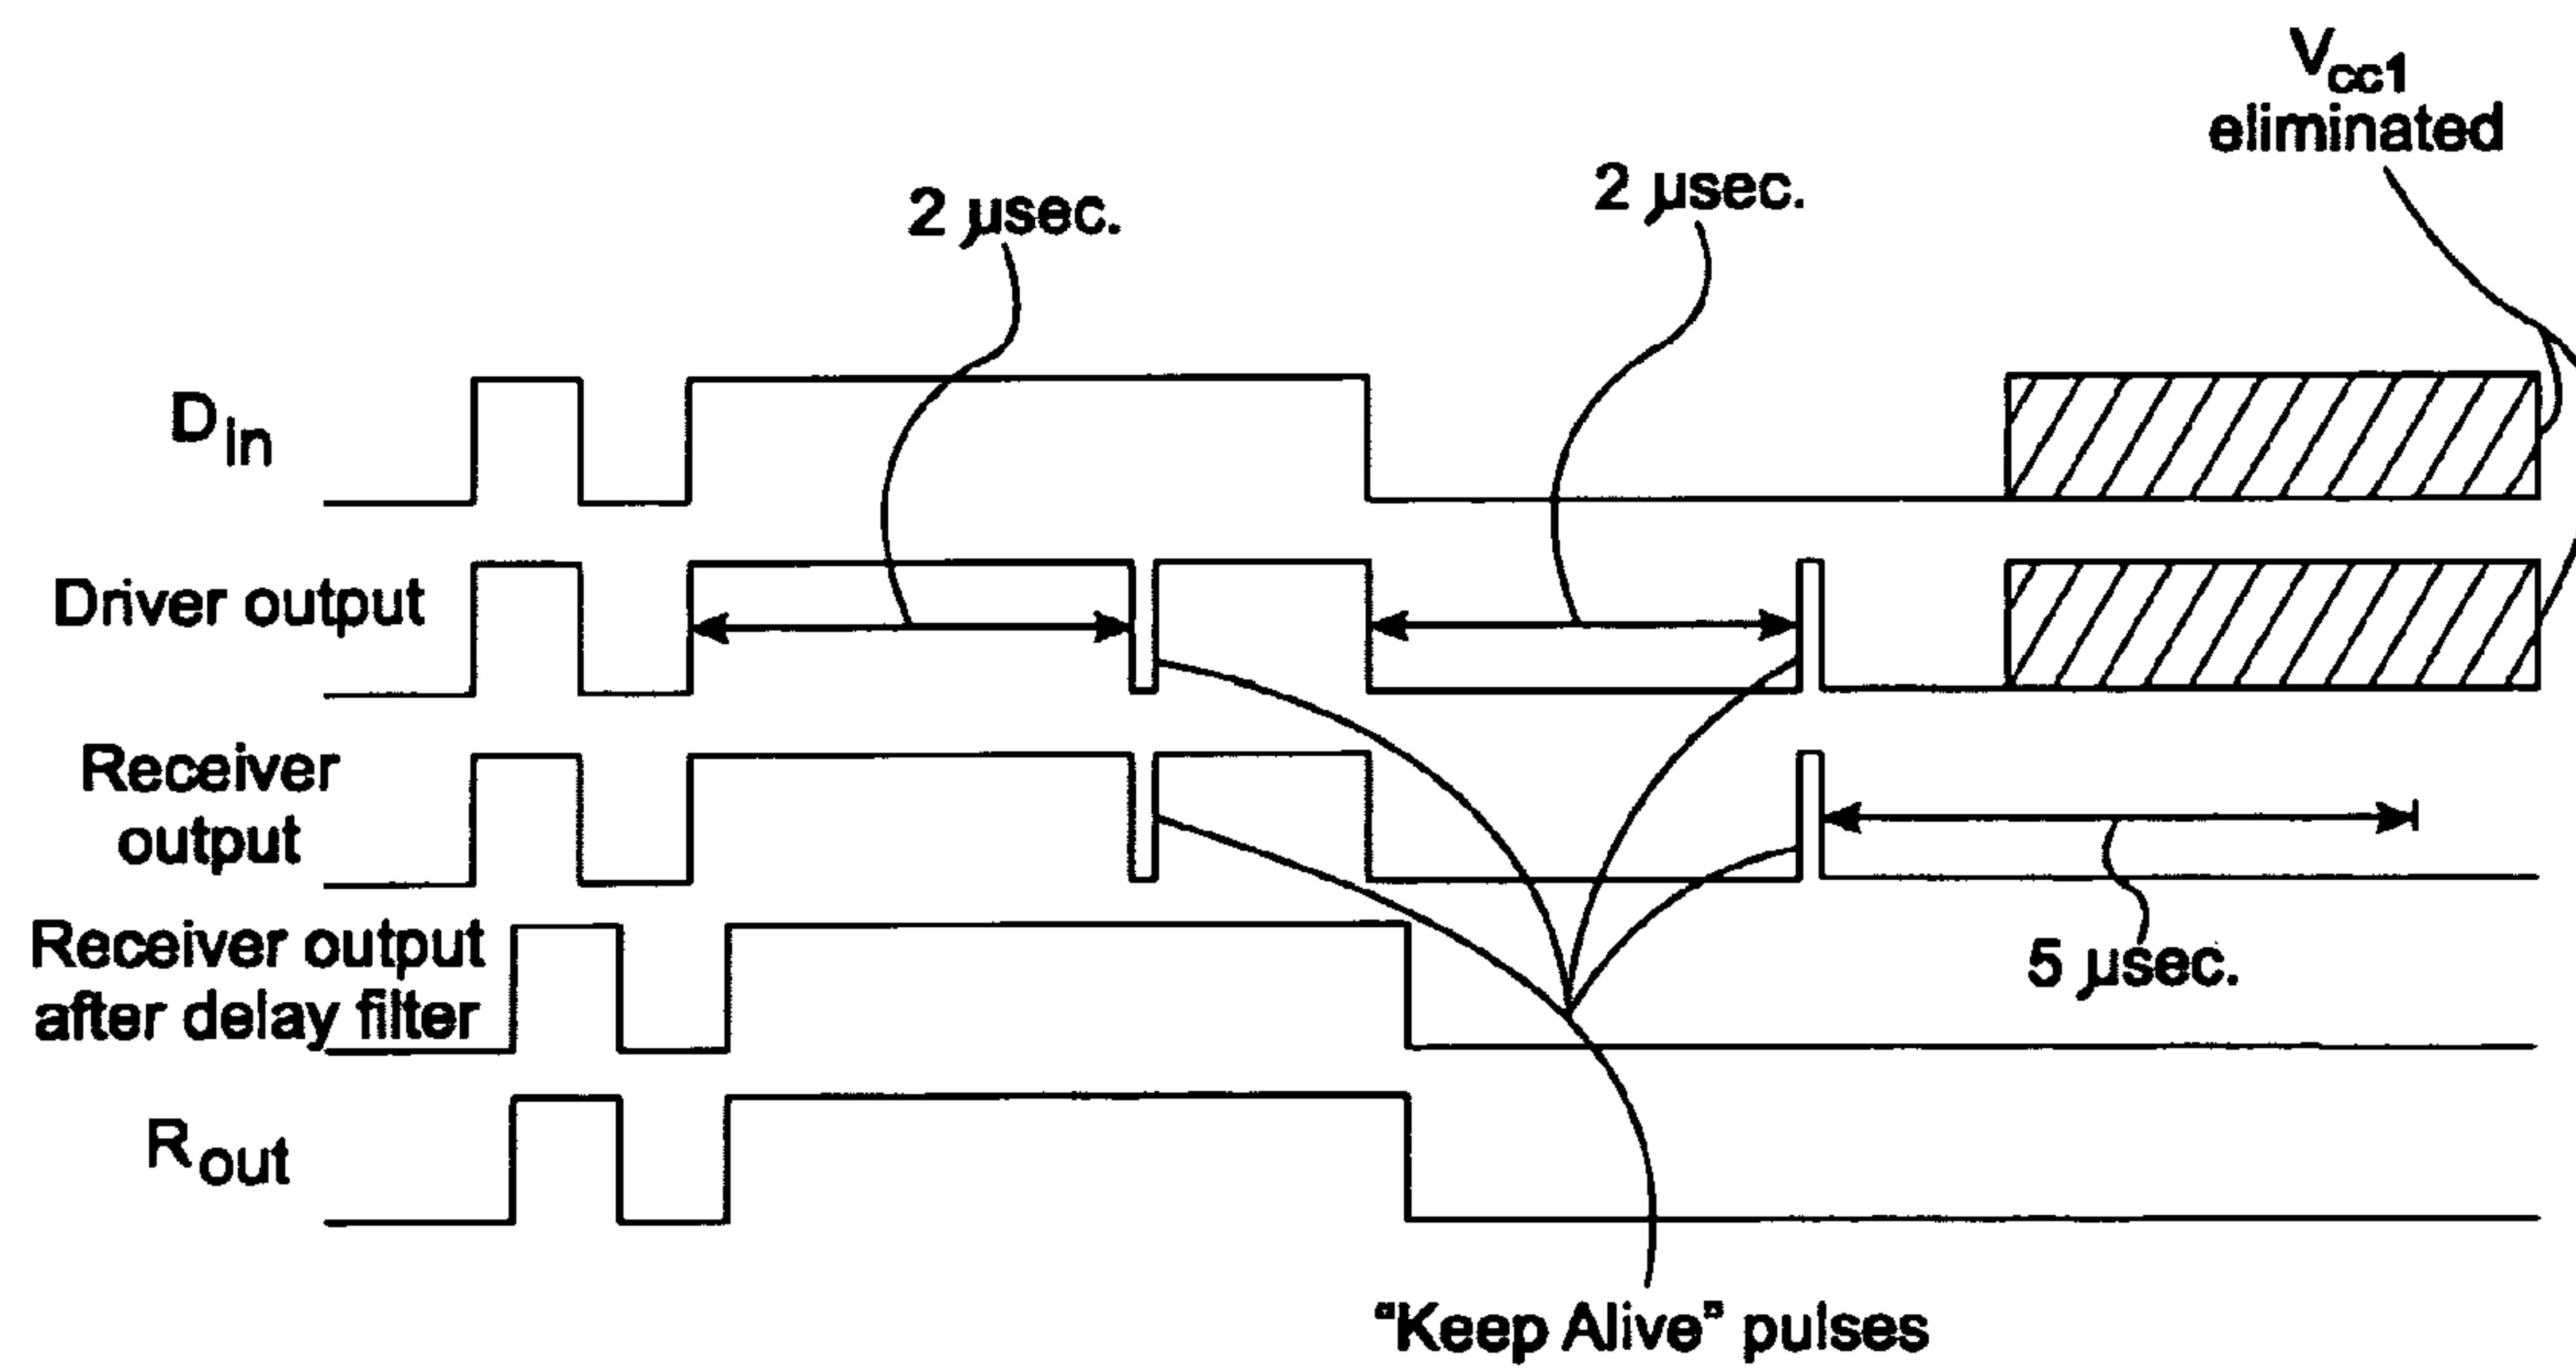 Vcc1
eliminated
2 µsec.
2 µsec.
DIn
Driver output
Receiver
output
5 µsec.
Receiver output
after delay filter
Rout
"Keep Alive" pulses